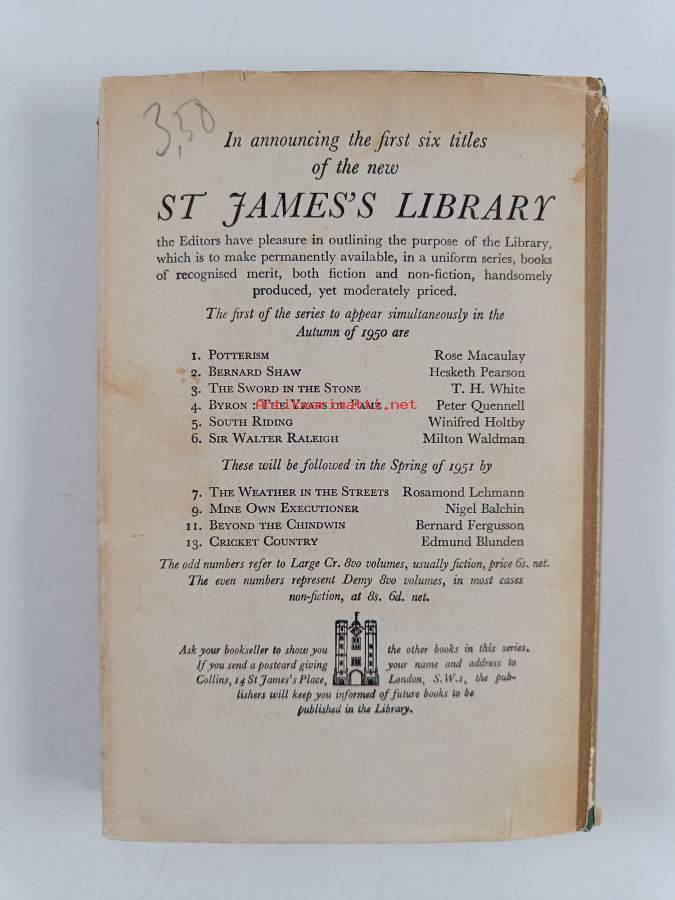 3,50
In announcing the first six titles
of the new
ST JAMES'S LIBRARY
the Editors have pleasure in outlining the purpose of the Library,
which is to make permanently available, in a uniform series, books
of recognised merit, both fiction and non-fiction, handsomely
produced, yet moderately priced.
The first of the series to appear simultaneously in the
Autumn of 1950 are
1. POTTERISM Rose Macaulay
2. BERNARD SHAW Hesketh Pearson
3. THE SWORD IN THE STONE T. H. White
4. BYRON : THE YEARS OF FAME Peter Quennell
Antikvariaatti.net
5. SOUTH RIDING Winifred Holtby
6. SIR WALTER RALEIGH Milton Waldman
These will be followed in the Spring of 1951 by
7. THE WEATHER IN THE STREETS Rosamond Lehmann
9. MINE OWN EXECUTIONER Nigel Balchin
11. BEYOND THE CHINDWIN Bernard Fergusson
13. CRICKET COUNTRY Edmund Blunden
The odd numbers refer to Large Cr. 8vo volumes, usually fiction, price 6s. net.
The even numbers represent Demy 8vo volumes, in most cases
non-fiction, at 8s. 6d. net.
Ask your bookseller to show you the other books in this series.
If you send a postcard giving your name and address to
Collins, 14 St James's Place, London, S.W.1, the pub-
lishers will keep you informed of future books to be
published in the Library.